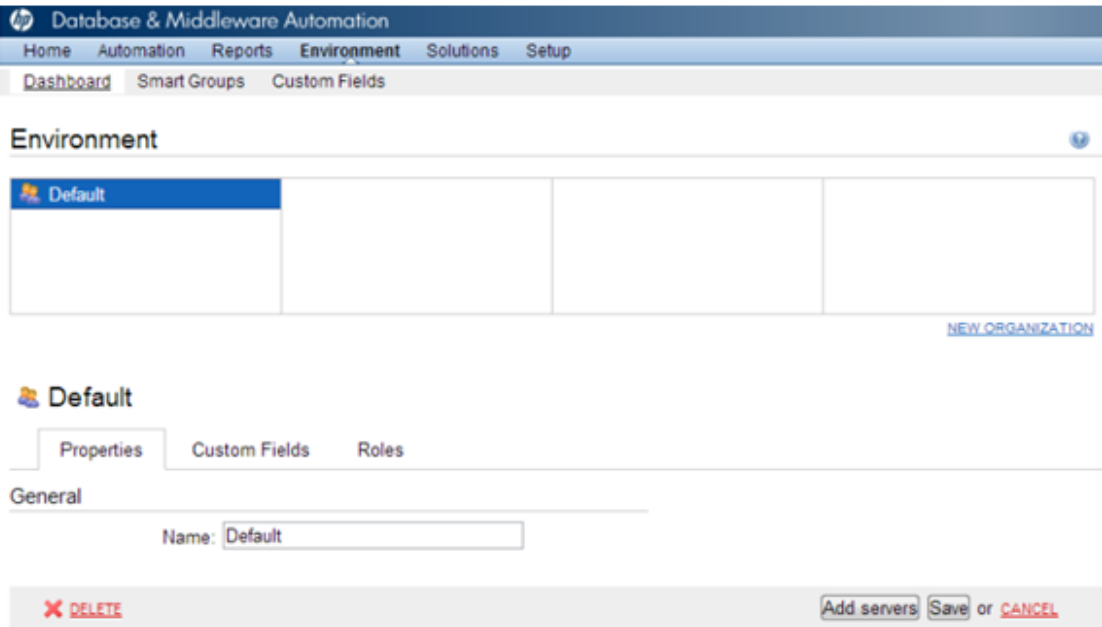 hp Database & Middleware Automation
Home Automation Reports Environment Solutions Setup
Dashboard Smart Groups Custom Fields
Environment
?
Default
NEW ORGANIZATION
Default
Properties Custom Fields Roles
General
Name: Default
DELETE Add servers Save or CANCEL